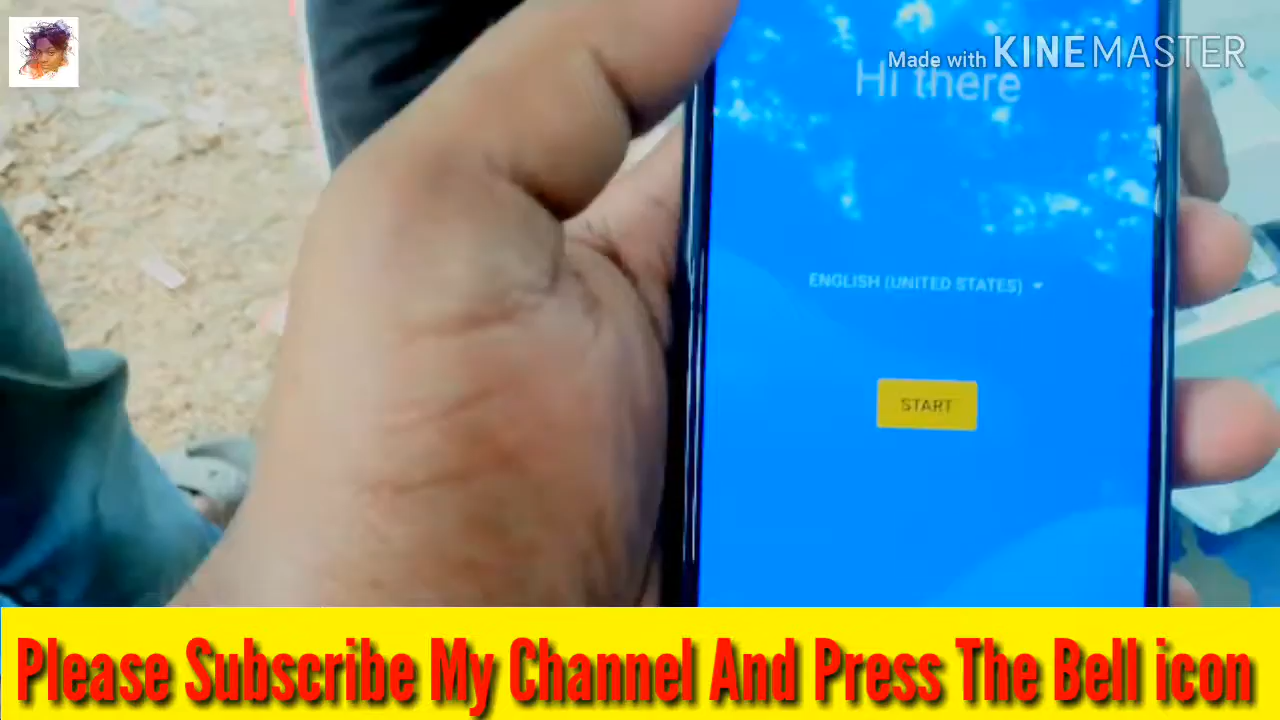 Made with KINEMASTER
Hi there
ENGLISH (UNITED STATES)
START
Please Subscribe My Channel And Press The Bell icon